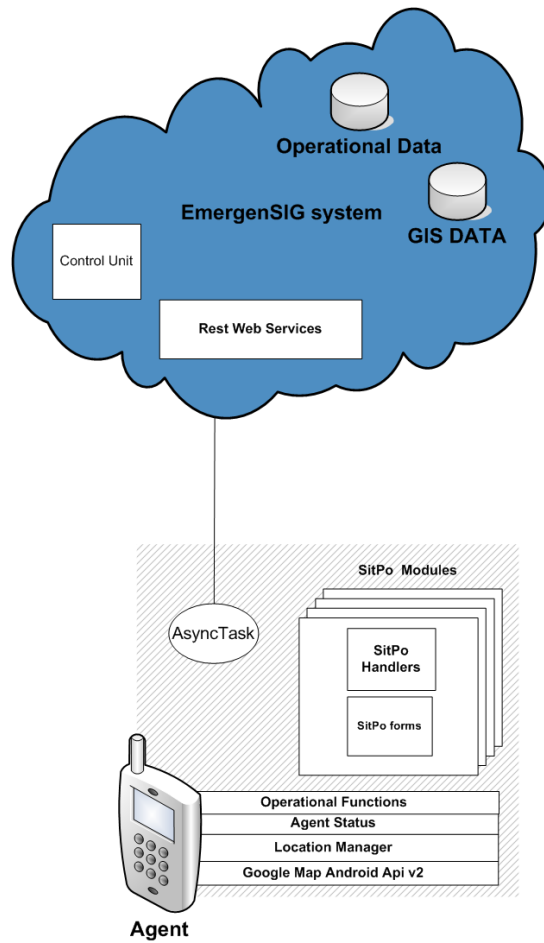 Operational Data
EmergenSIG system
GIS DATA
Control Unit
Rest Web Services
SitPo Modules
AsyncTask
SitPo
Handlers
SitPo forms
Operational Functions
Agent Status
Location Manager
Google Map Android Api v2
Agent